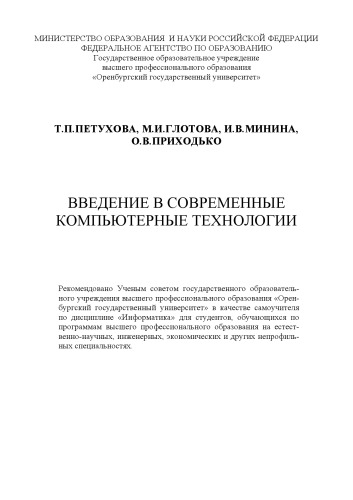 МИНИСТЕРСТВО ОБРАЗОВАНИЯ И НАУКИ РОССИЙСКОЙ ФЕДЕРАЦИИ
ФЕДЕРАЛЬНОЕ АГЕНТСТВО ПО ОБРАЗОВАНИЮ
Государственное образовательное учреждение
высшего профессионального образования
«Оренбургский государственный университет»
Т.П.ПЕТУХОВА, М.И.ГЛОТОВА, И.В.МИНИНА,
О.В.ПРИХОДЬКО
ВВЕДЕНИЕ В СОВРЕМЕННЫЕ
КОМПЬЮТЕРНЫЕ ТЕХНОЛОГИИ
Рекомендовано Ученым советом государственного образователь-
ного учреждения высшего профессионального образования «Орен-
бургский государственный университет» в качестве самоучителя
по дисциплине «Информатика» для студентов, обучающихся по
программам высшего профессионального образования на естест-
венно-научных, инженерных, экономических и других непрофиль-
ных специальностях.